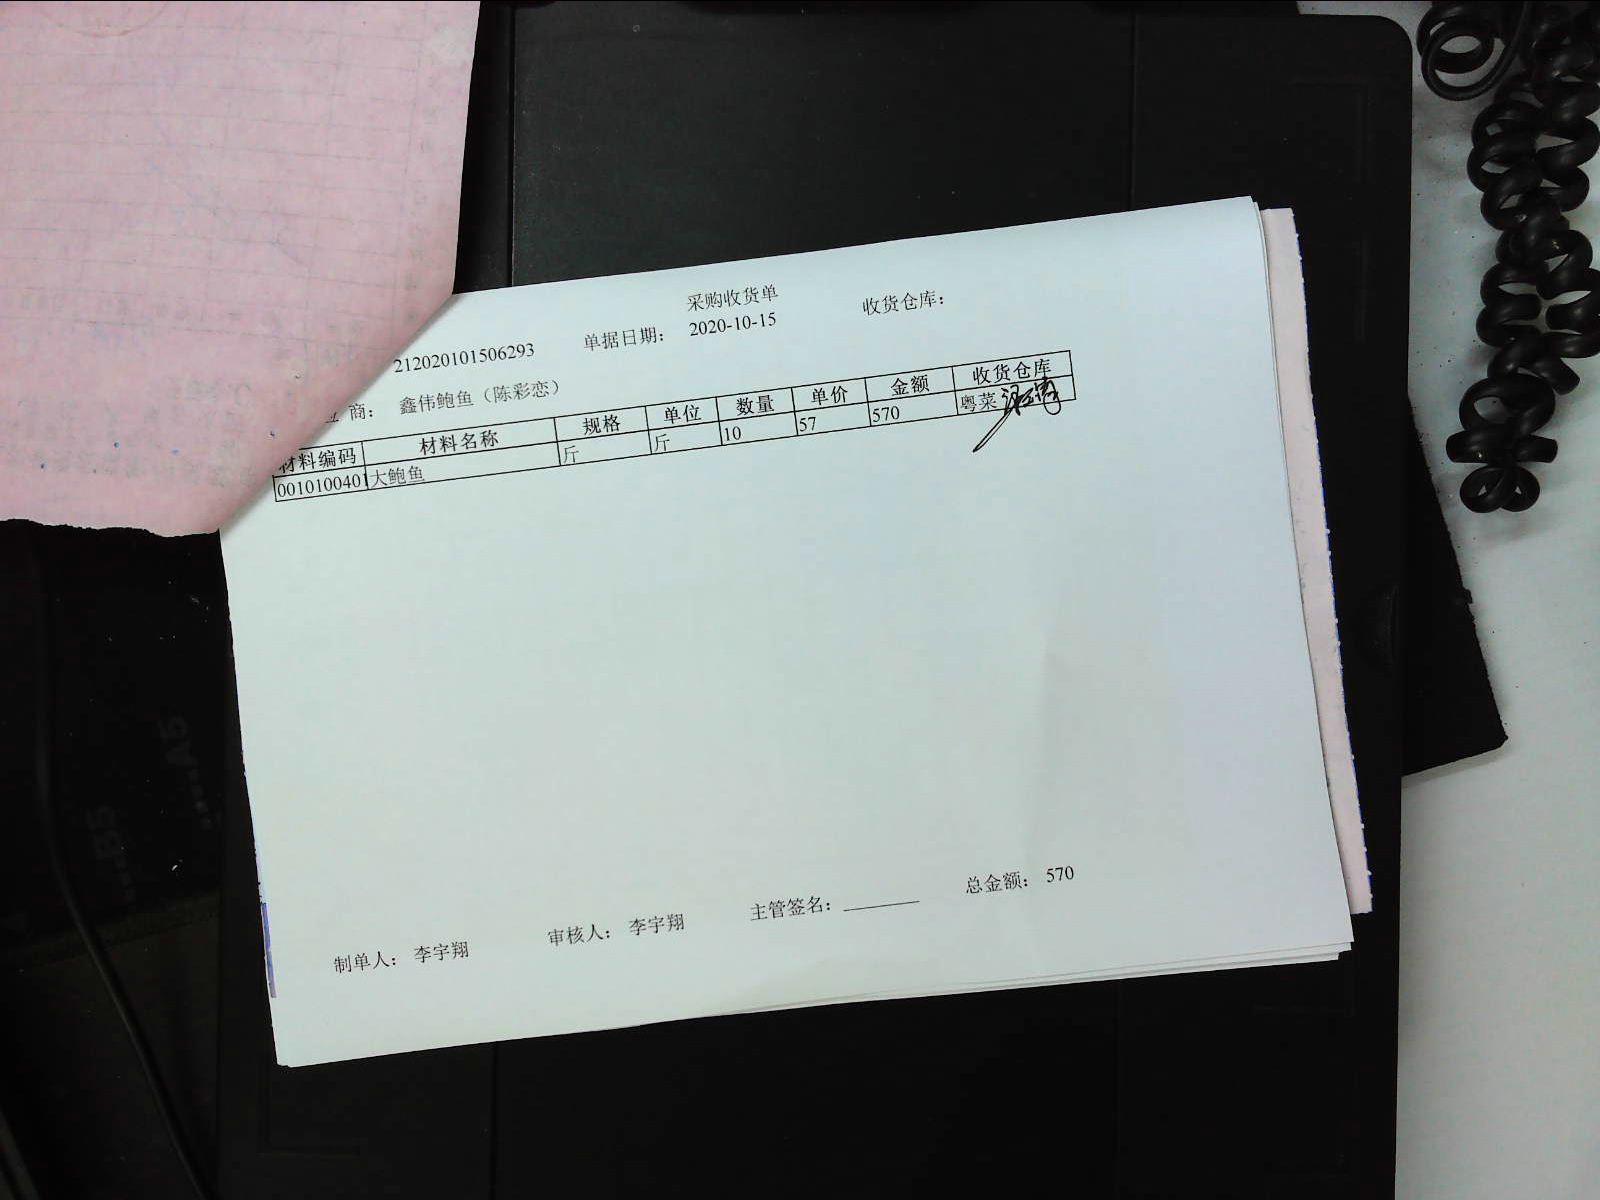 采购收货单
212020101506293 单据日期： 2020-10-15 收货仓库：
商： 鑫伟鲍鱼（陈彩恋）
材料编码 材料名称 规格 单位 数量 单价 金额 收货仓库
0010100401 大鲍鱼 斤 斤 10 57 570 粤菜
制单人： 李宇翔 审核人： 李宇翔 主管签名： 总金额： 570
B5
A5